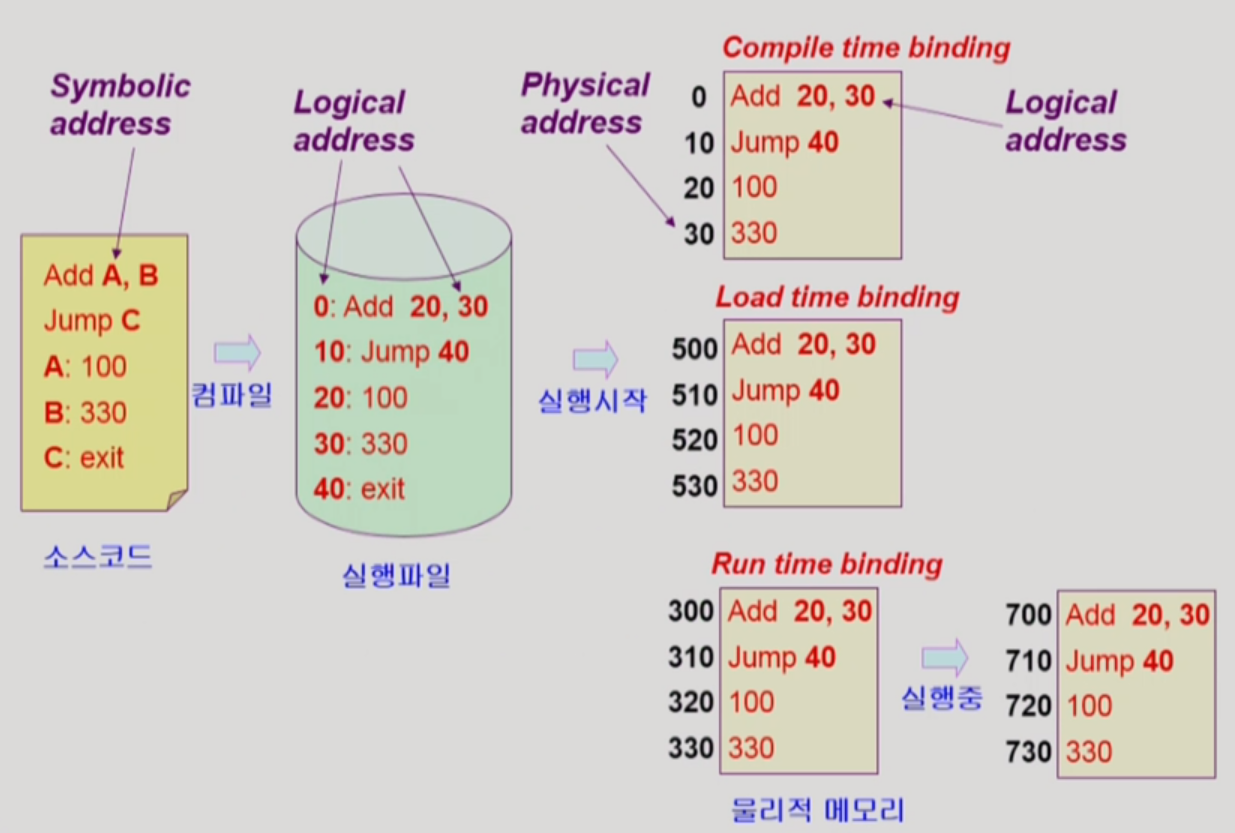 Symbolic
address
Add A, B
Jump C
A: 100
B: 330
C: exit
소스코드
컴파일
Logical
address
0: Add 20, 30
10: Jump 40
20: 100
30: 330
40: exit
실행파일
실행시작
Physical
address
Compile time binding
0 Add 20, 30
10 Jump 40
20 100
30 330
Logical
address
Load time binding
500 Add 20, 30
510 Jump 40
520 100
530 330
Run time binding
300 Add 20, 30
310 Jump 40
320 100
330 330
실행중
700 Add 20, 30
710 Jump 40
720 100
730 330
물리적 메모리